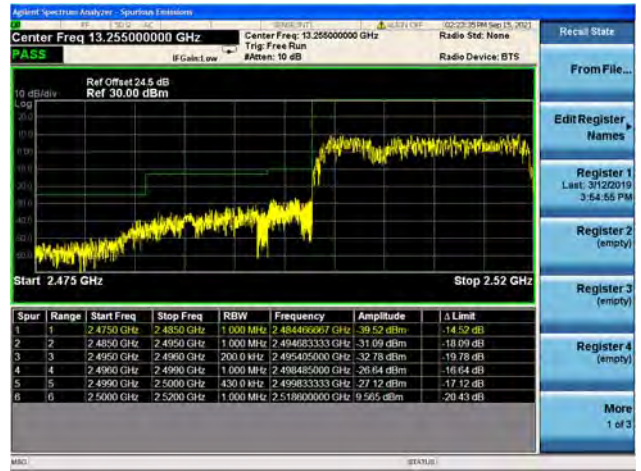 Agilent Spectrum Analyzer - Spurious Emissions
RF 50 Ω AC SENSE:INT ALIGN OFF 02:23:35 PM Sep 15, 2021
Center Freq 13.255000000 GHz
Center Freq: 13.255000000 GHz
Radio Std: None
PASS
IFGain:Low
Trig: Free Run
#Atten: 10 dB
Radio Device: BTS
Ref Offset 24.5 dB
10 dB/div Ref 30.00 dBm
Log
20.0
10.0
Start 2.475 GHz Stop 2.52 GHz
Spur Range Start Freq Stop Freq RBW Frequency Amplitude Δ Limit
1 1 2.4750 GHz 2.4850 GHz 1.000 MHz 2.484466667 GHz -39.52 dBm -14.52 dB
2 2 2.4850 GHz 2.4950 GHz 1.000 MHz 2.494683333 GHz -31.09 dBm -18.09 dB
3 3 2.4950 GHz 2.4960 GHz 200.0 kHz 2.495405000 GHz -32.78 dBm -19.78 dB
4 4 2.4960 GHz 2.4990 GHz 1.000 MHz 2.498485000 GHz -26.64 dBm -16.64 dB
5 5 2.4990 GHz 2.5000 GHz 430.0 kHz 2.499833333 GHz -27.12 dBm -17.12 dB
6 6 2.5000 GHz 2.5200 GHz 1.000 MHz 2.518600000 GHz 9.565 dBm -20.43 dB
MSG STATUS
Recall State
From File...
Edit Register
Names
Register 1
Last: 3/12/2019
3:54:55 PM
Register 2
(empty)
Register 3
(empty)
Register 4
(empty)
More
1 of 3